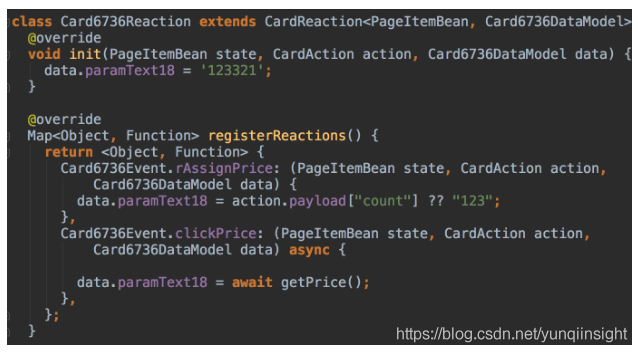 class Card6736Reaction extends CardReaction<PageItemBean, Card6736DataModel>
@override
void init(PageItemBean state, CardAction action, Card6736DataModel data) {
data.paramText18 = '123321';
}
@override
Map<Object, Function> registerReactions() {
return <Object, Function> {
Card6736Event.rAssignPrice: (PageItemBean state, CardAction action,
Card6736DataModel data) {
data.paramText18 = action.payload["count"] ?? "123";
},
Card6736Event.clickPrice: (PageItemBean state, CardAction action,
Card6736DataModel data) async {
data.paramText18 = await getPrice();
},
};
}
https://blog.csdn.net/yunqiinsight